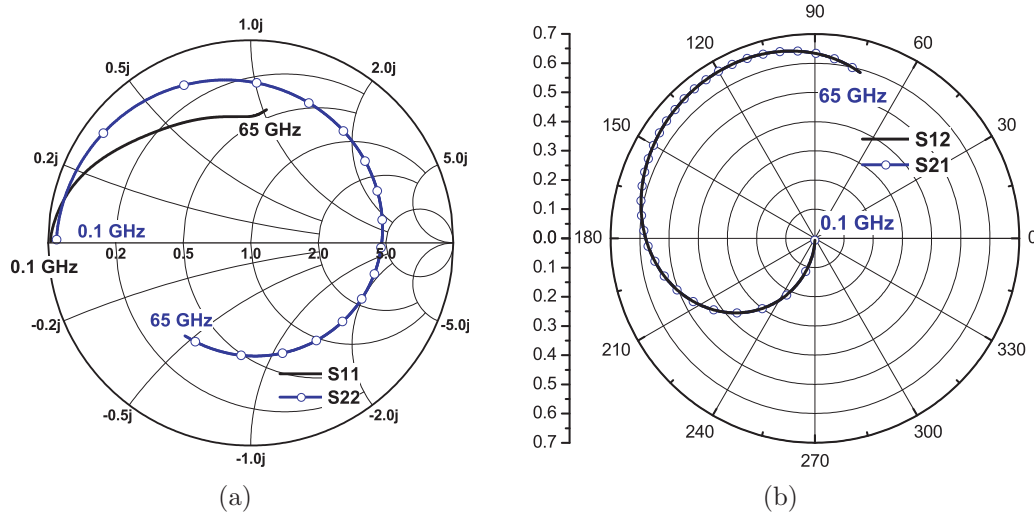 1.0j
0.5j
2.0j
0.2j
5.0j
65 GHz
0.1 GHz
0.1 GHz
0.2
0.5
1.0
2.0
5.0
-0.2j
-5.0j
65 GHz
S11
S22
-0.5j
-2.0j
-1.0j
(a)
0.7
0.6
0.5
0.4
0.3
0.2
0.1
0.0
0.1
0.2
0.3
0.4
0.5
0.6
0.7
90
120
60
65 GHz
150
30
S12
S21
0.1 GHz
180
0
210
330
240
300
270
(b)